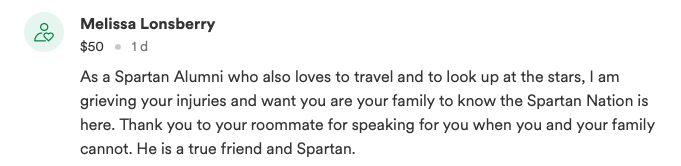 Melissa Lonsberry
$50 • 1 d
As a Spartan Alumni who also loves to travel and to look up at the stars, I am
grieving your injuries and want you are your family to know the Spartan Nation is
here. Thank you to your roommate for speaking for you when you and your family
cannot. He is a true friend and Spartan.